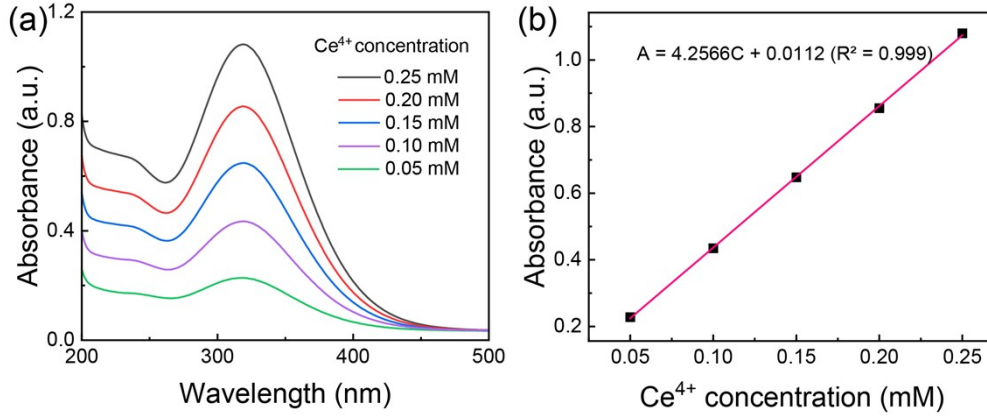 (a)
1.2
0.8
0.4
0.0
Absorbance (a.u.)
Ce⁴⁺ concentration
0.25 mM
0.20 mM
0.15 mM
0.10 mM
0.05 mM
200 300 400 500
Wavelength (nm)
(b)
A = 4.2566C + 0.0112 (R² = 0.999)
1.0
0.8
0.6
0.4
0.2
Absorbance (a.u.)
0.05 0.10 0.15 0.20 0.25
Ce⁴⁺ concentration (mM)